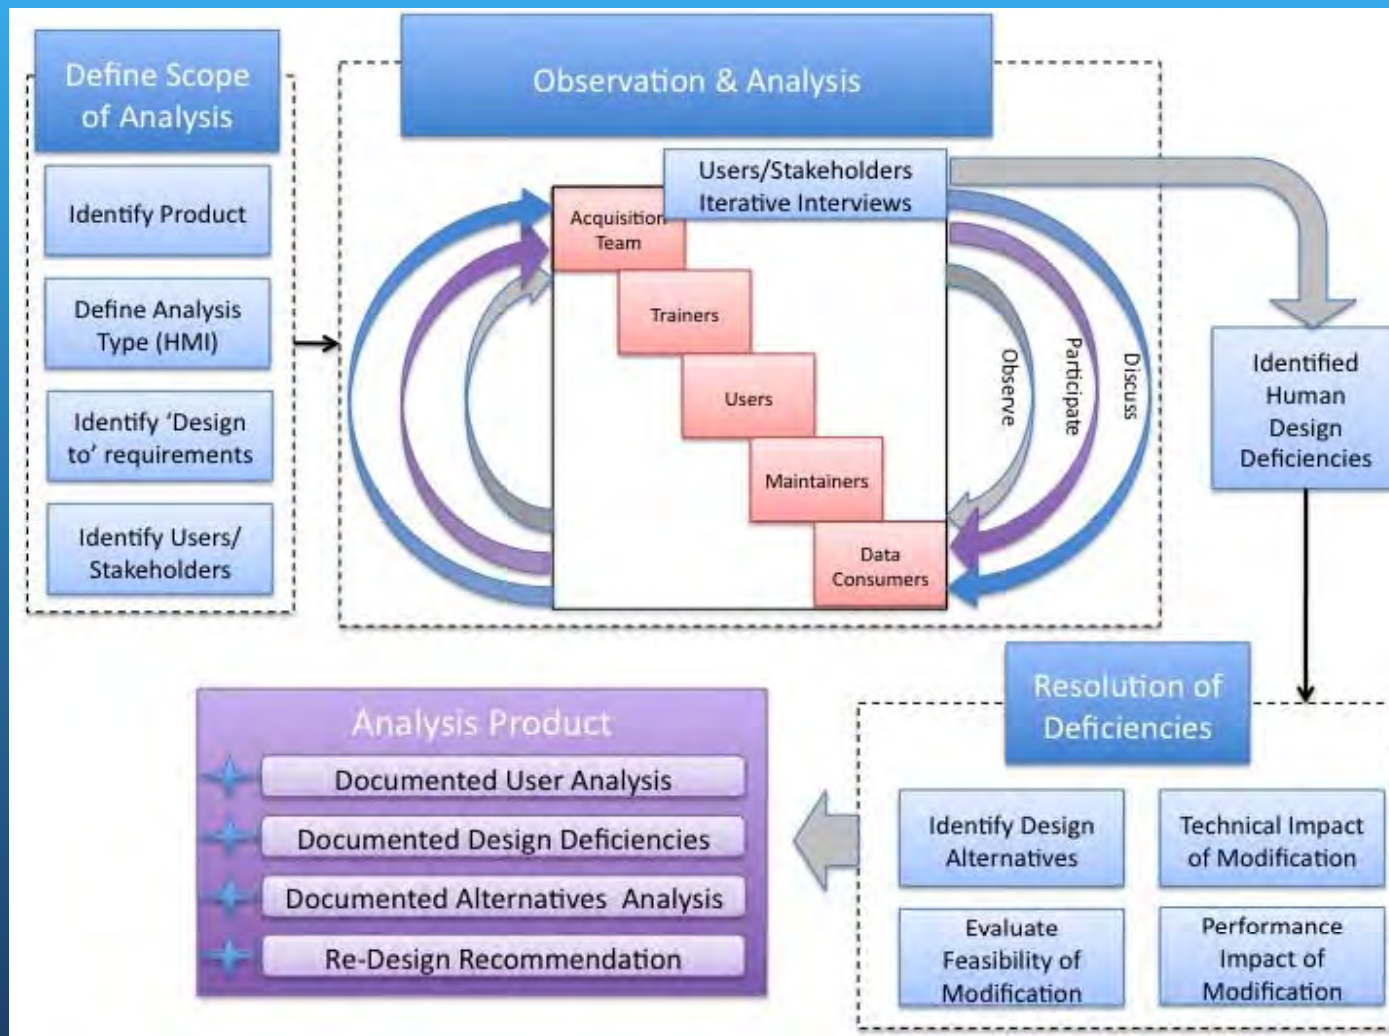 Define Scope
of Analysis
Identify Product
Define Analysis
Type (HMI)
Identify ‘Design
to’ requirements
Identify Users/
Stakeholders
Observation & Analysis
Users/Stakeholders
Iterative Interviews
Acquisition
Team
Trainers
Users
Maintainers
Data
Consumers
Observe
Participate
Discuss
Identified
Human
Design
Deficiencies
Resolution of
Deficiencies
Identify Design
Alternatives
Technical Impact
of Modification
Evaluate
Feasibility of
Modification
Performance
Impact of
Modification
Analysis Product
Documented User Analysis
Documented Design Deficiencies
Documented Alternatives Analysis
Re-Design Recommendation